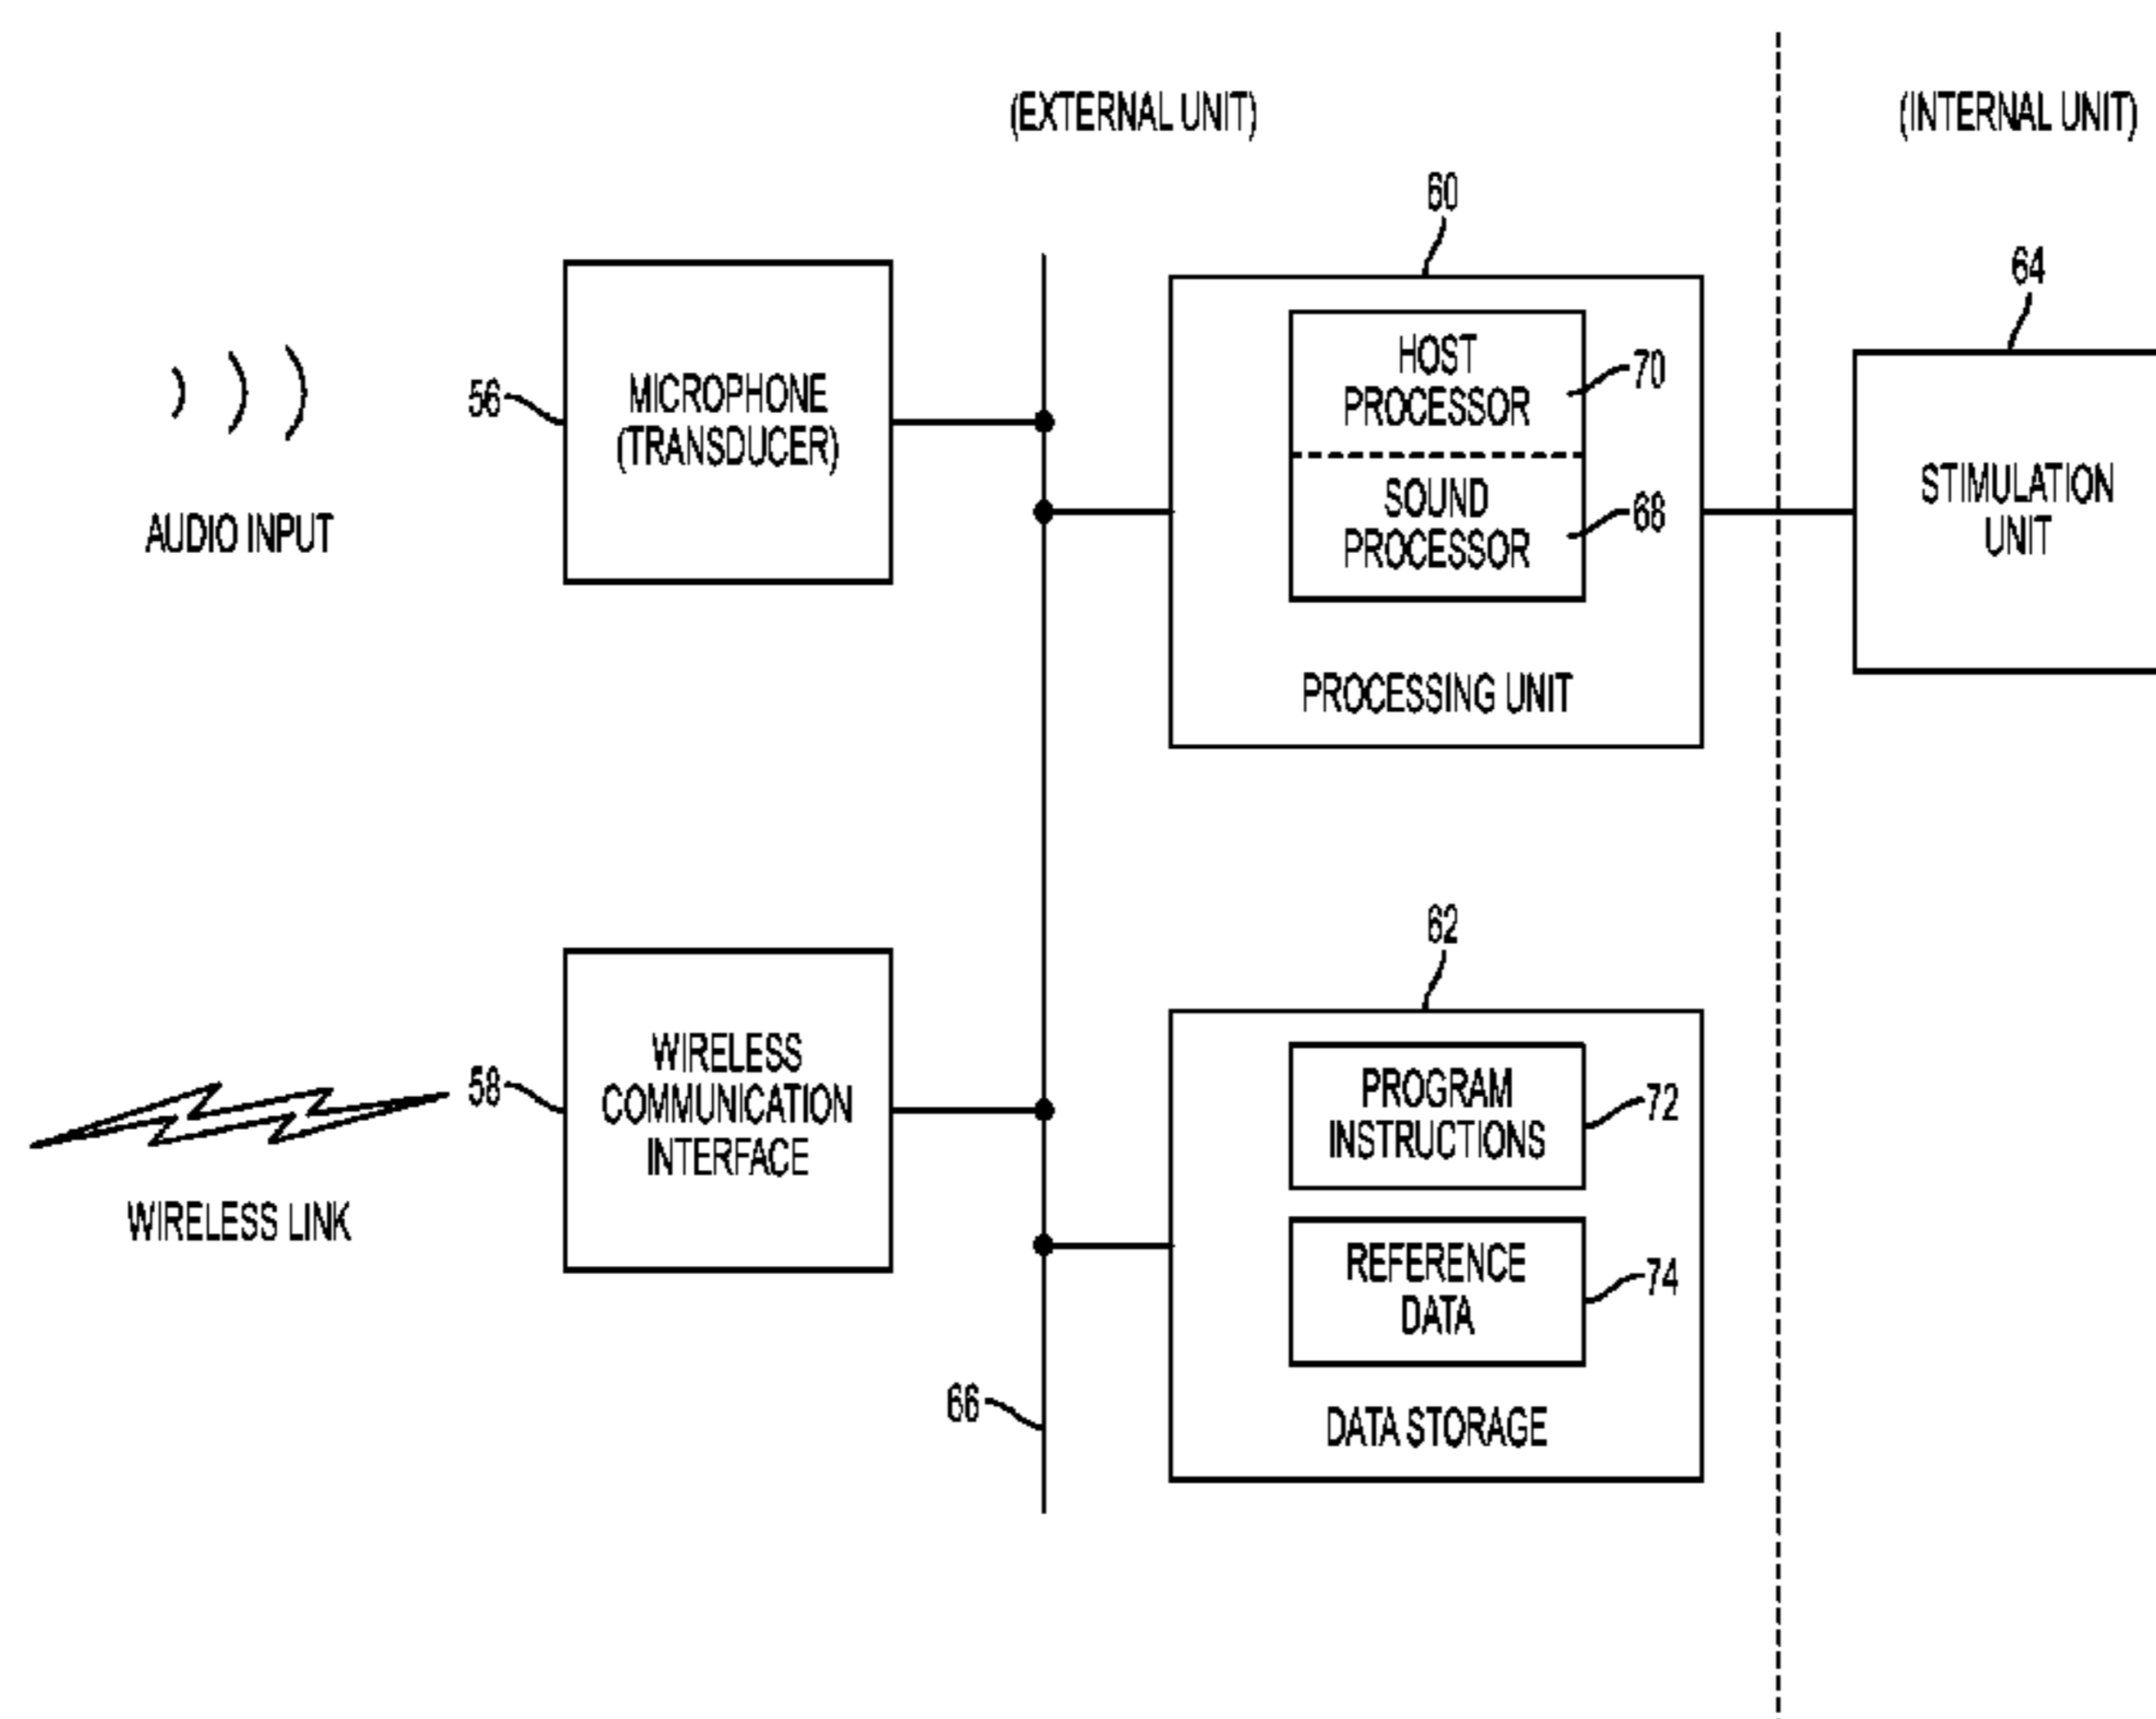 (EXTERNAL UNIT)
(INTERNAL UNIT)
60
64
56
MICROPHONE
(TRANSDUCER)
HOST
PROCESSOR
70
SOUND
PROCESSOR
68
PROCESSING UNIT
STIMULATION
UNIT
AUDIO INPUT
62
58
WIRELESS
COMMUNICATION
INTERFACE
PROGRAM
INSTRUCTIONS
72
REFERENCE
DATA
74
WIRELESS LINK
66
DATA STORAGE